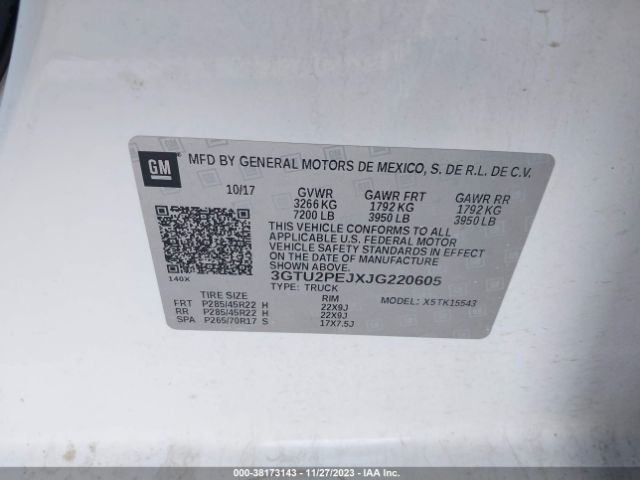 GM MFD BY GENERAL MOTORS DE MEXICO, S. DE R.L. DE C.V.
10/17 GVWR GAWR FRT GAWR RR
3266 KG 1792 KG 1792 KG
7200 LB 3950 LB 3950 LB
THIS VEHICLE CONFORMS TO ALL
APPLICABLE U.S. FEDERAL MOTOR
VEHICLE SAFETY STANDARDS IN
EFFECT ON THE DATE OF MANUFACTURE
SHOWN ABOVE.
140X
3GTU2PEJXJG220605
TYPE: TRUCK
TIRE SIZE RIM MODEL: X5TK15543
FRT P285/45R22 H 22X9J
RR P285/45R22 H 22X9J
SPA P265/70R17 S 17X7.5J
000-38173143 - 11/27/2023 - IAAI.COM